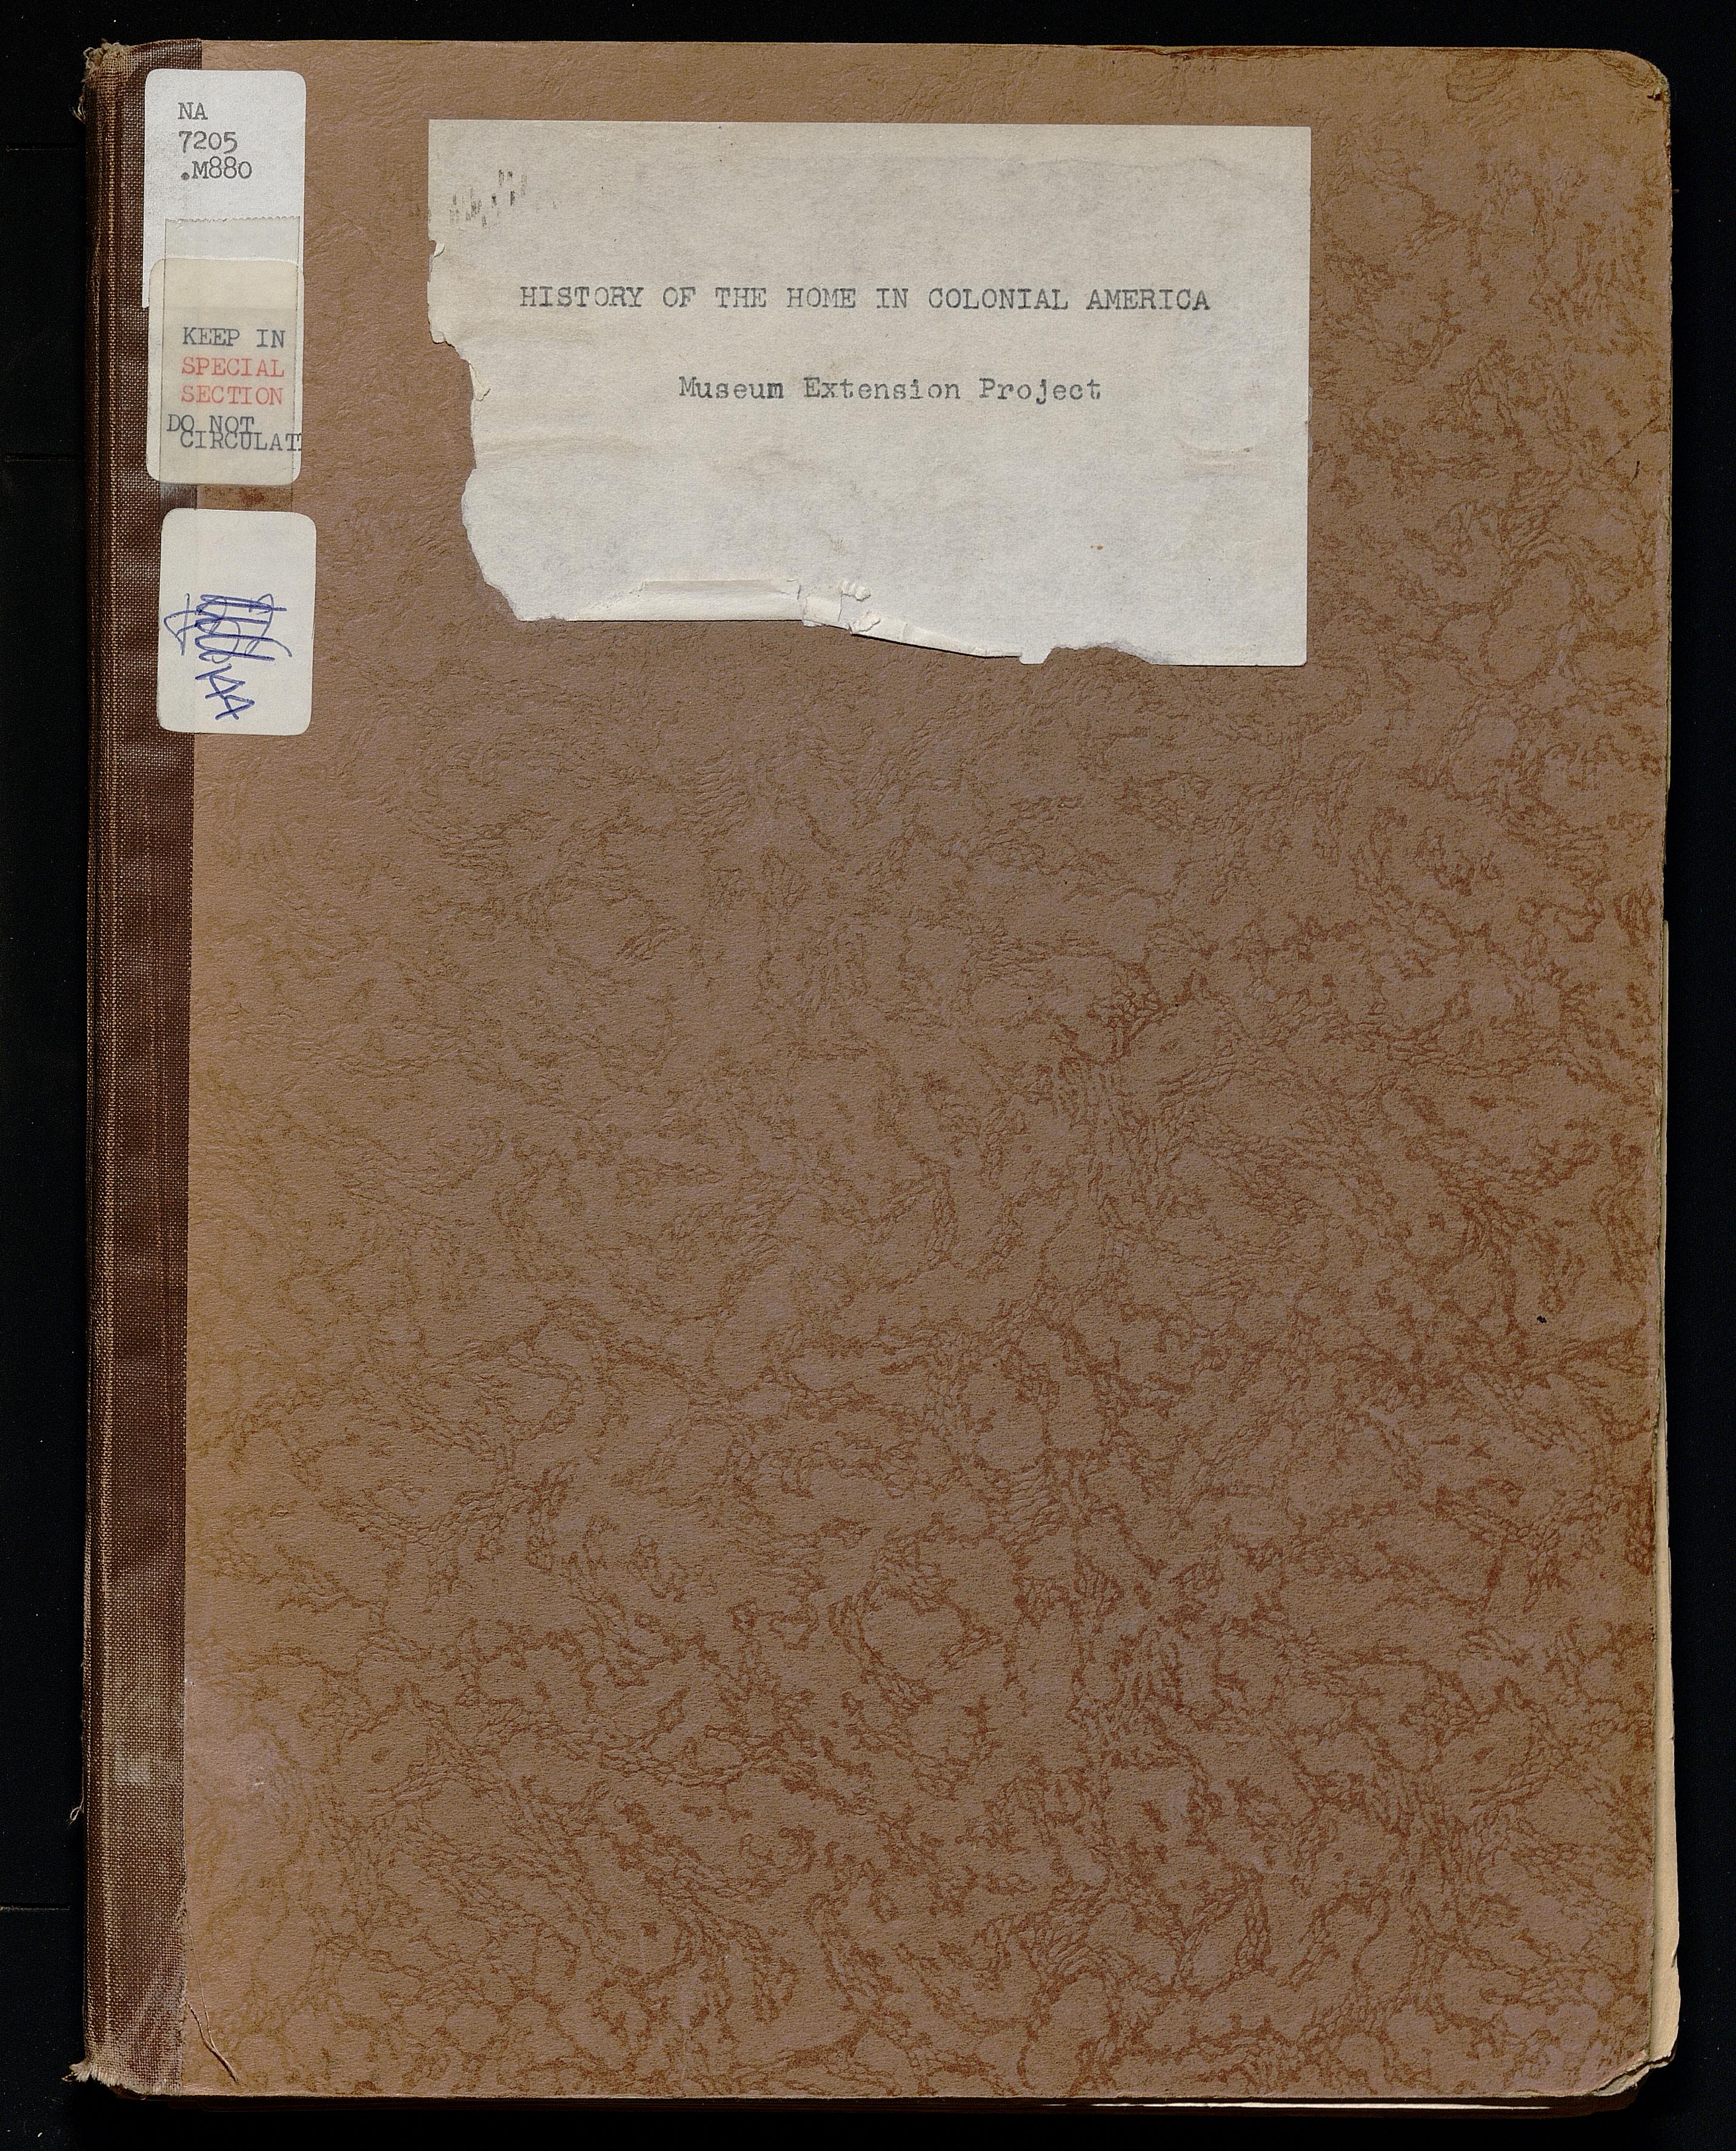 NA
7205
.M880
KEEP IN
SPECIAL
SECTION
DO NOT
CIRCULAT
HISTORY OF THE HOME IN COLONIAL AMERICA
Museum Extension Project